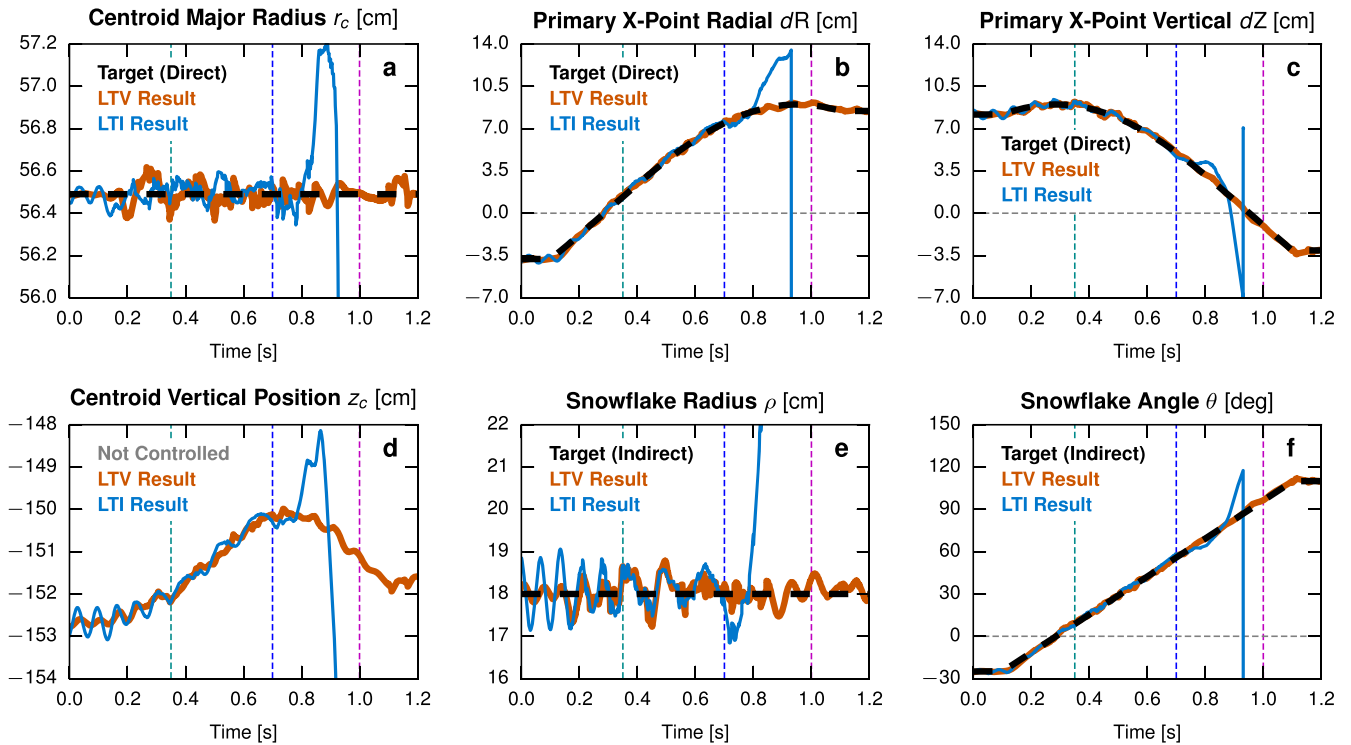 Centroid Major Radius r_c [cm]
57.2
57.0
56.8
56.6
56.4
56.2
56.0
Target (Direct)
LTV Result
LTI Result
a
0.0 0.2 0.4 0.6 0.8 1.0 1.2
Time [s]
Primary X-Point Radial dR [cm]
14.0
10.5
7.0
3.5
0.0
−3.5
−7.0
Target (Direct)
LTV Result
LTI Result
b
0.0 0.2 0.4 0.6 0.8 1.0 1.2
Time [s]
Primary X-Point Vertical dZ [cm]
14.0
10.5
7.0
3.5
0.0
−3.5
−7.0
c
Target (Direct)
LTV Result
LTI Result
0.0 0.2 0.4 0.6 0.8 1.0 1.2
Time [s]
Centroid Vertical Position z_c [cm]
−148
−149
−150
−151
−152
−153
−154
Not Controlled
LTV Result
LTI Result
d
0.0 0.2 0.4 0.6 0.8 1.0 1.2
Time [s]
Snowflake Radius ρ [cm]
22
21
20
19
18
17
16
Target (Indirect)
LTV Result
LTI Result
e
0.0 0.2 0.4 0.6 0.8 1.0 1.2
Time [s]
Snowflake Angle θ [deg]
150
120
90
60
30
0
−30
Target (Indirect)
LTV Result
LTI Result
f
0.0 0.2 0.4 0.6 0.8 1.0 1.2
Time [s]